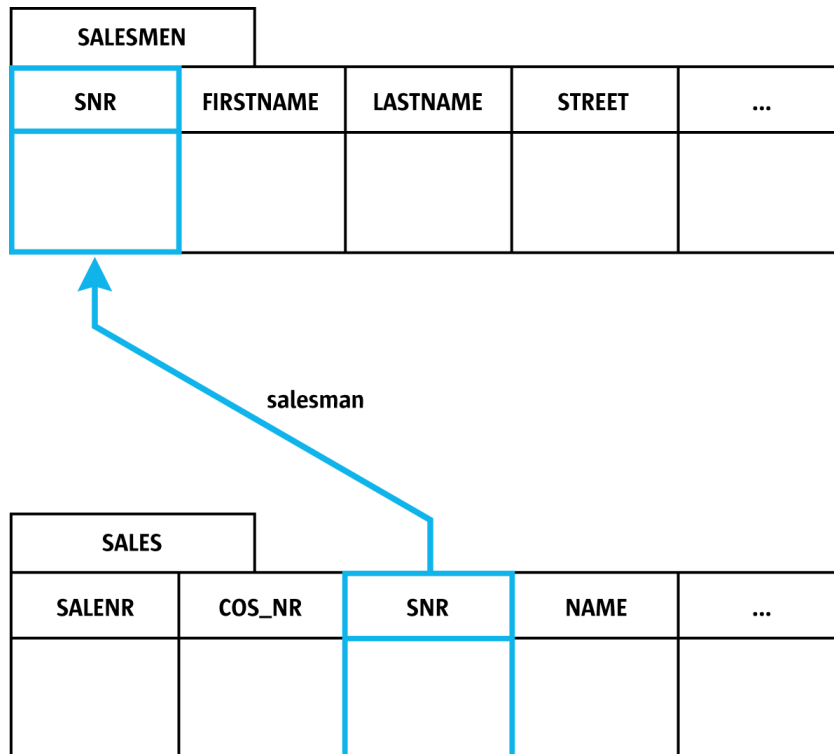 SALESMEN
SNR FIRSTNAME LASTNAME STREET ...
salesman
SALES
SALENR COS_NR SNR NAME ...